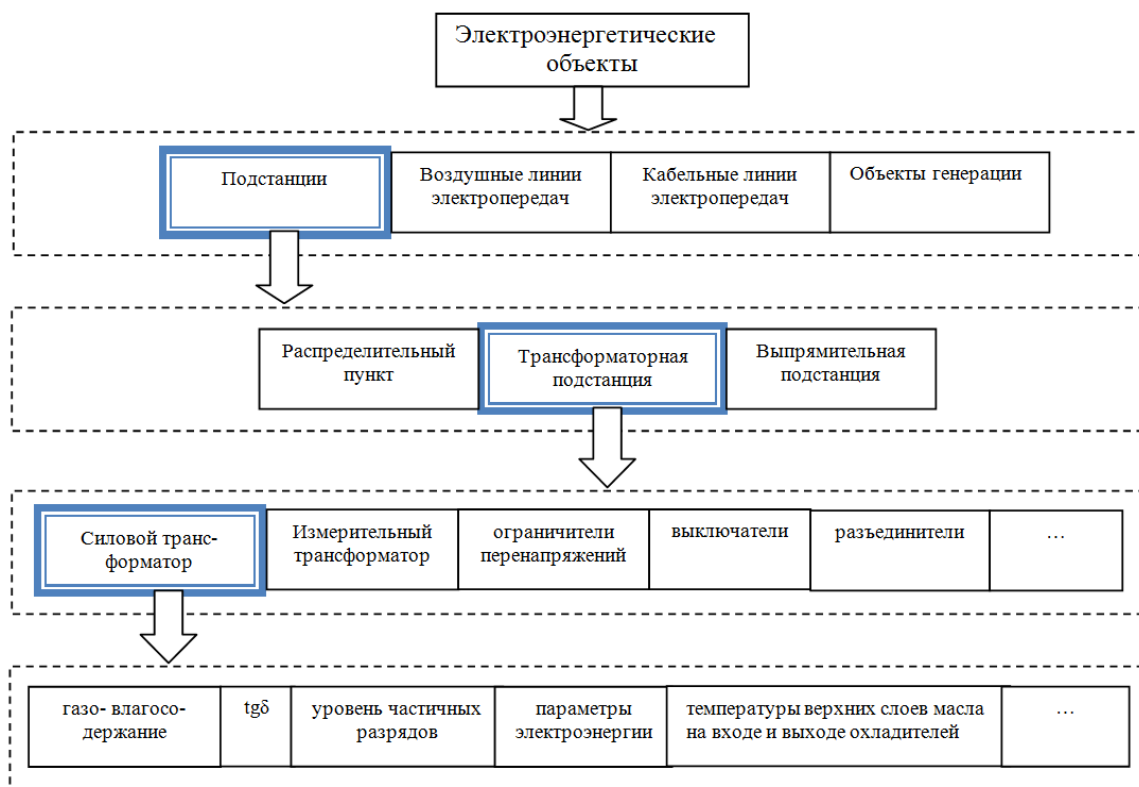 Электроэнергетические
объекты
Подстанции
Воздушные линии
электропередач
Кабельные линии
электропередач
Объекты генерации
Распределительный
пункт
Трансформаторная
подстанция
Выпрямительная
подстанция
Силовой транс-
форматор
Измерительный
трансформатор
ограничители
перенапряжений
выключатели
разъединители
…
газо- влагосо-
держание
tgδ
уровень частичных
разрядов
параметры
электроэнергии
температуры верхних слоев масла
на входе и выходе охладителей
…